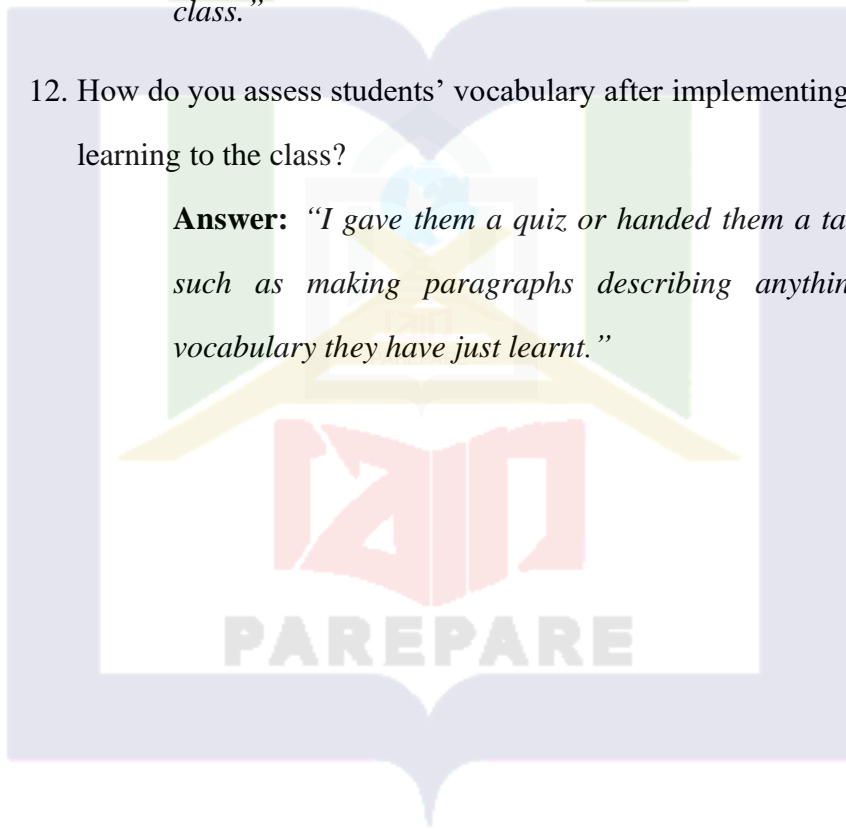 class.”
12. How do you assess students’ vocabulary after implementing
learning to the class?
Answer: “I gave them a quiz or handed them a ta
such as making paragraphs describing anythin
vocabulary they have just learnt.”
PAREPARE